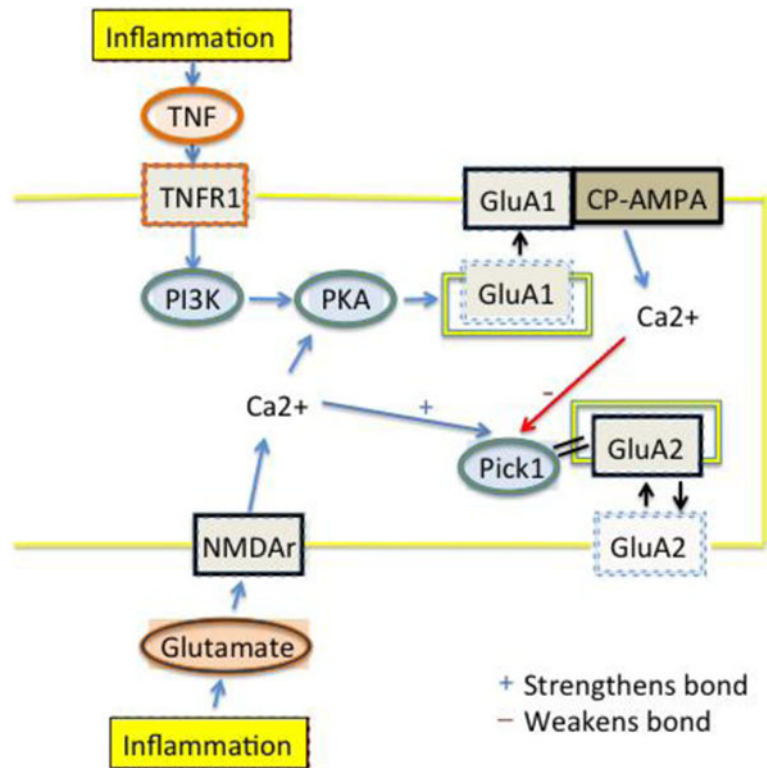 Inflammation
TNF
TNFR1
GluA1
CP-AMPA
PI3K
PKA
GluA1
Ca2+
Ca2+
+
−
Pick1
GluA2
NMDAr
GluA2
Glutamate
+ Strengthens bond
− Weakens bond
Inflammation